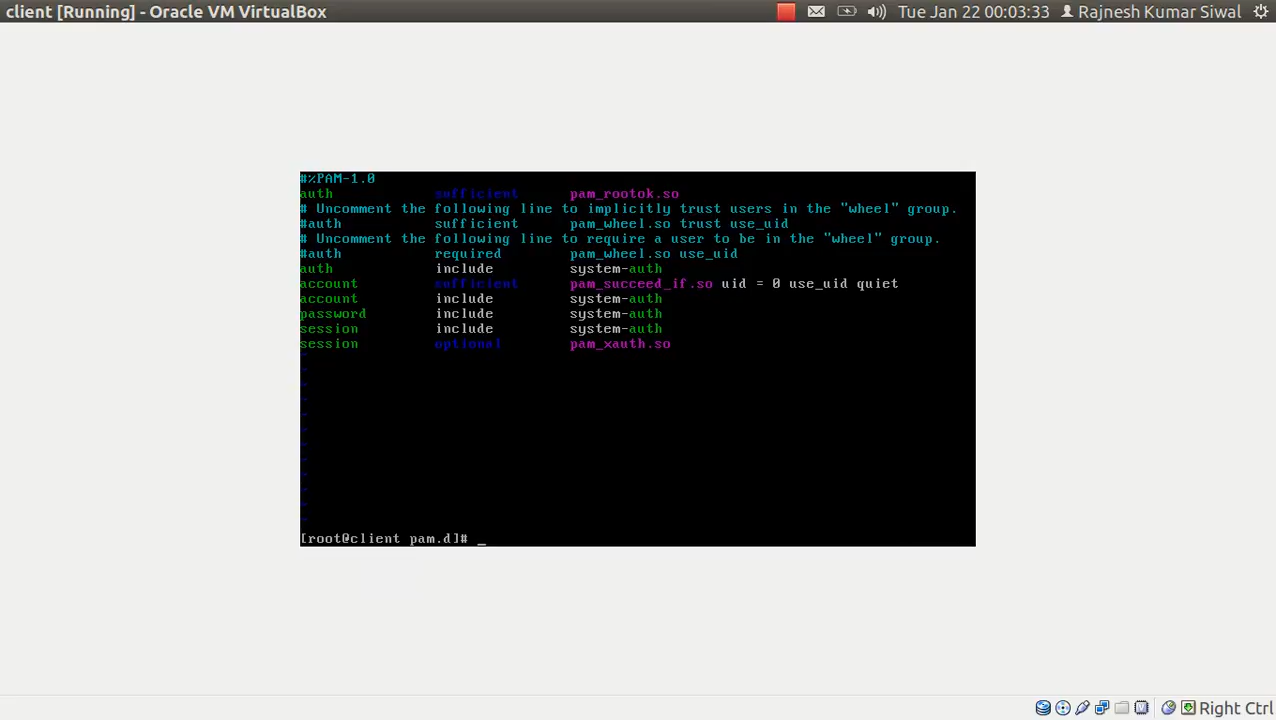 client [Running] - Oracle VM VirtualBox
Tue Jan 22 00:03:33 Rajnesh Kumar Siwal
#%PAM-1.0
auth sufficient pam_rootok.so
# Uncomment the following line to implicitly trust users in the "wheel" group.
#auth sufficient pam_wheel.so trust use_uid
# Uncomment the following line to require a user to be in the "wheel" group.
#auth required pam_wheel.so use_uid
auth include system-auth
account sufficient pam_succeed_if.so uid = 0 use_uid quiet
account include system-auth
password include system-auth
session include system-auth
session optional pam_xauth.so
~
~
~
~
~
~
~
~
~
~
~
~
[root@client pam.d]# _
Right Ctrl